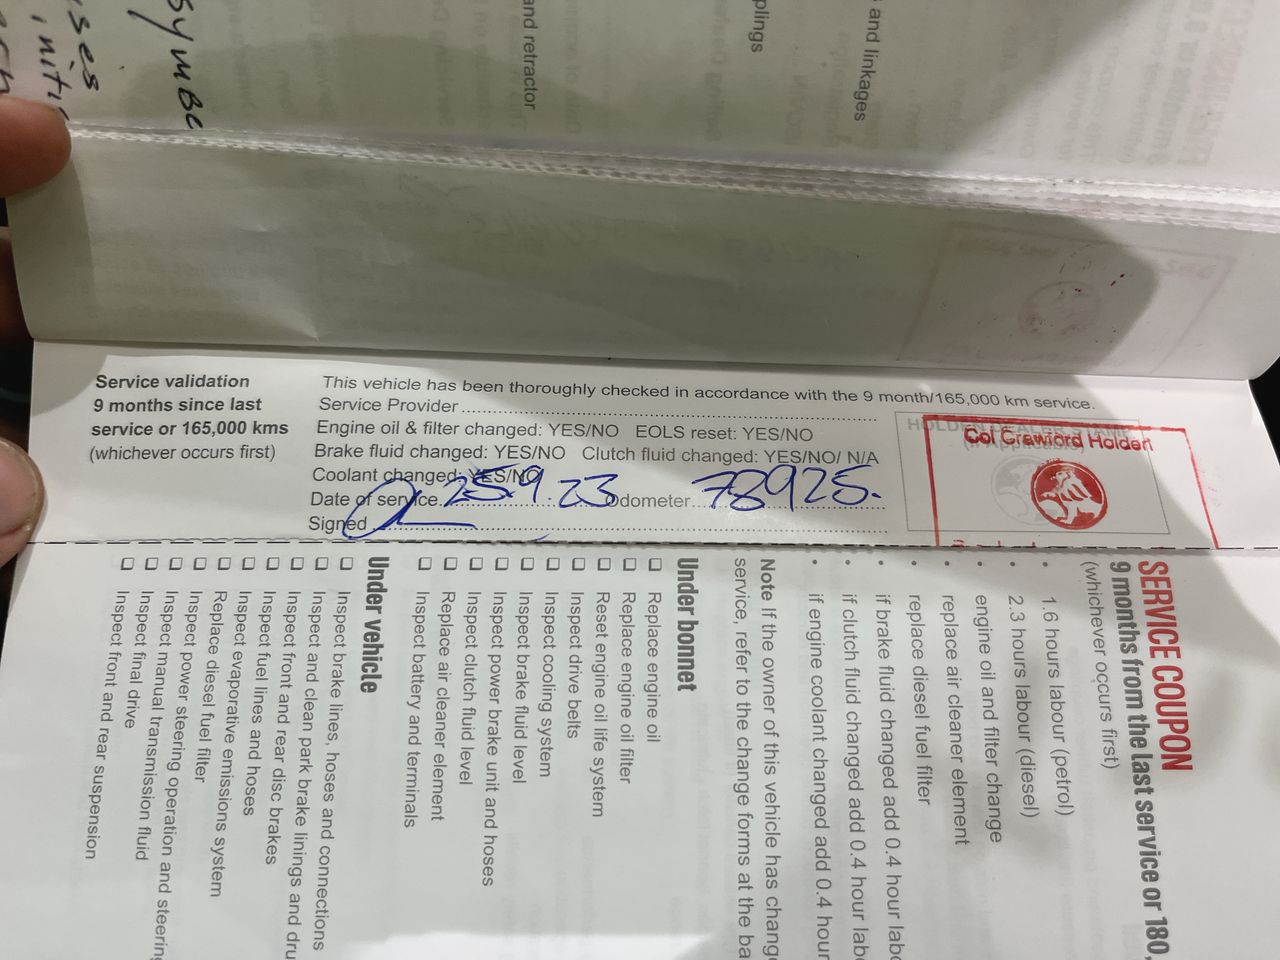 symbo
uses
and retractor
plings
and linkages
Service validation
9 months since last
service or 165,000 kms
(whichever occurs first)
This vehicle has been thoroughly checked in accordance with the 9 month/165,000 km service.
Service Provider
Engine oil & filter changed: YES/NO EOLS reset: YES/NO
Brake fluid changed: YES/NO Clutch fluid changed: YES/NO/ N/A
Coolant changed: YES/NO
Date of service 25.9.23 Odometer 78925.
Signed
HOLDEN DEALER STAMP
(If Applicable)
Col Crawford Holden
SERVICE COUPON
9 months from the last service or 180,
(whichever occurs first)
• 1.6 hours labour (petrol)
• 2.3 hours labour (diesel)
• engine oil and filter change
• replace air cleaner element
• replace diesel fuel filter
• if brake fluid changed add 0.4 hour labo
• if clutch fluid changed add 0.4 hour labo
• if engine coolant changed add 0.4 hour
Note If the owner of this vehicle has change
service, refer to the change forms at the ba
Under bonnet
❑ Replace engine oil
❑ Replace engine oil filter
❑ Reset engine oil life system
❑ Inspect drive belts
❑ Inspect cooling system
❑ Inspect brake fluid level
❑ Inspect power brake unit and hoses
❑ Inspect clutch fluid level
❑ Replace air cleaner element
❑ Inspect battery and terminals
Under vehicle
❑ Inspect brake lines, hoses and connections
❑ Inspect and clean park brake linings and dru
❑ Inspect front and rear disc brakes
❑ Inspect fuel lines and hoses
❑ Inspect evaporative emissions system
❑ Replace diesel fuel filter
❑ Inspect power steering operation and steering
❑ Inspect manual transmission fluid
❑ Inspect final drive
❑ Inspect front and rear suspension